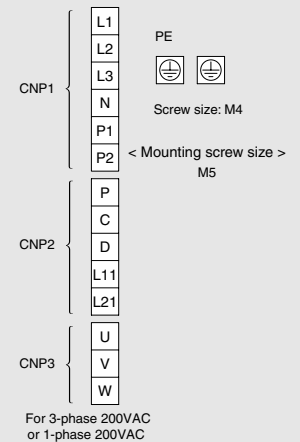 L1
L2
L3
N
P1
P2
CNP1
PE
Screw size: M4
< Mounting screw size >
M5
P
C
D
L11
L21
CNP2
U
V
W
CNP3
For 3-phase 200VAC
or 1-phase 200VAC